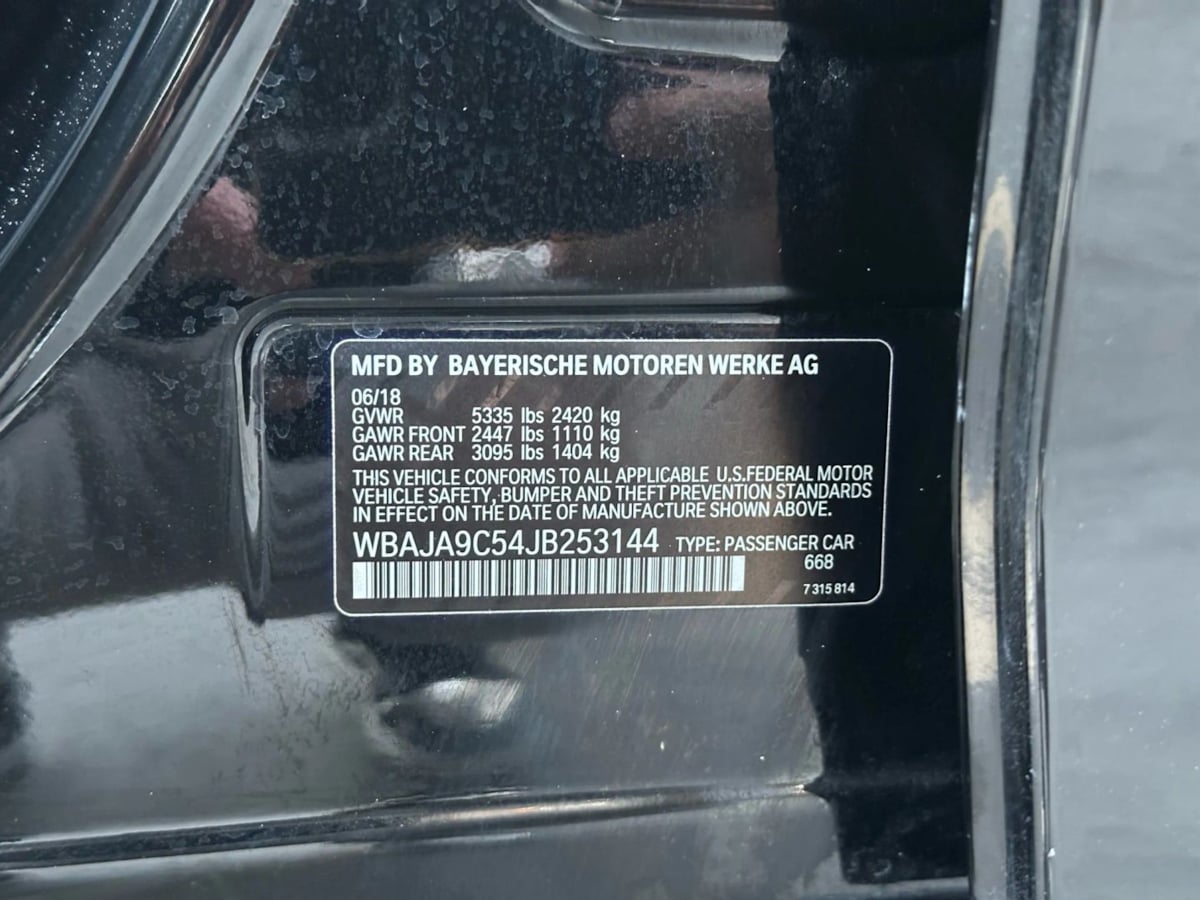 MFD BY BAYERISCHE MOTOREN WERKE AG
06/18
GVWR 5335 lbs 2420 kg
GAWR FRONT 2447 lbs 1110 kg
GAWR REAR 3095 lbs 1404 kg
THIS VEHICLE CONFORMS TO ALL APPLICABLE U.S.FEDERAL MOTOR
VEHICLE SAFETY, BUMPER AND THEFT PREVENTION STANDARDS
IN EFFECT ON THE DATE OF MANUFACTURE SHOWN ABOVE.
WBAJA9C54JB253144 TYPE: PASSENGER CAR
668
7 315 814